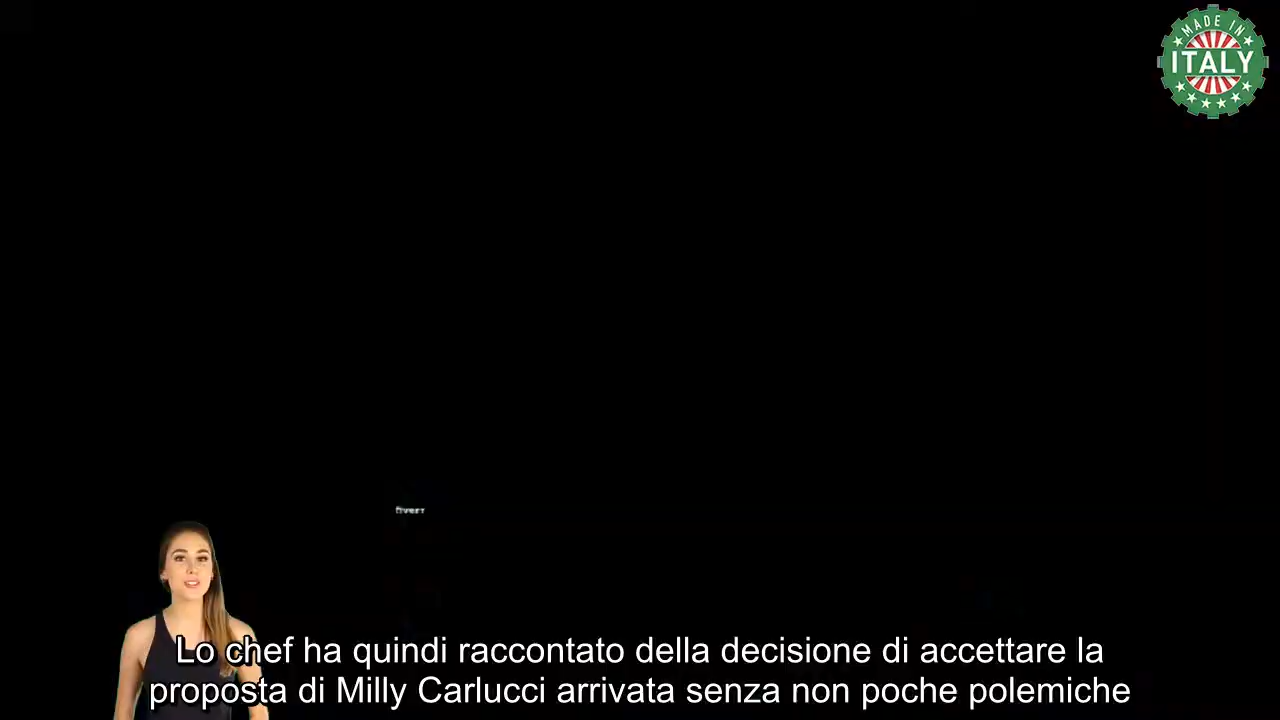 MADE IN
ITALY
fiverr
Lo chef ha quindi raccontato della decisione di accettare la
proposta di Milly Carlucci arrivata senza non poche polemiche